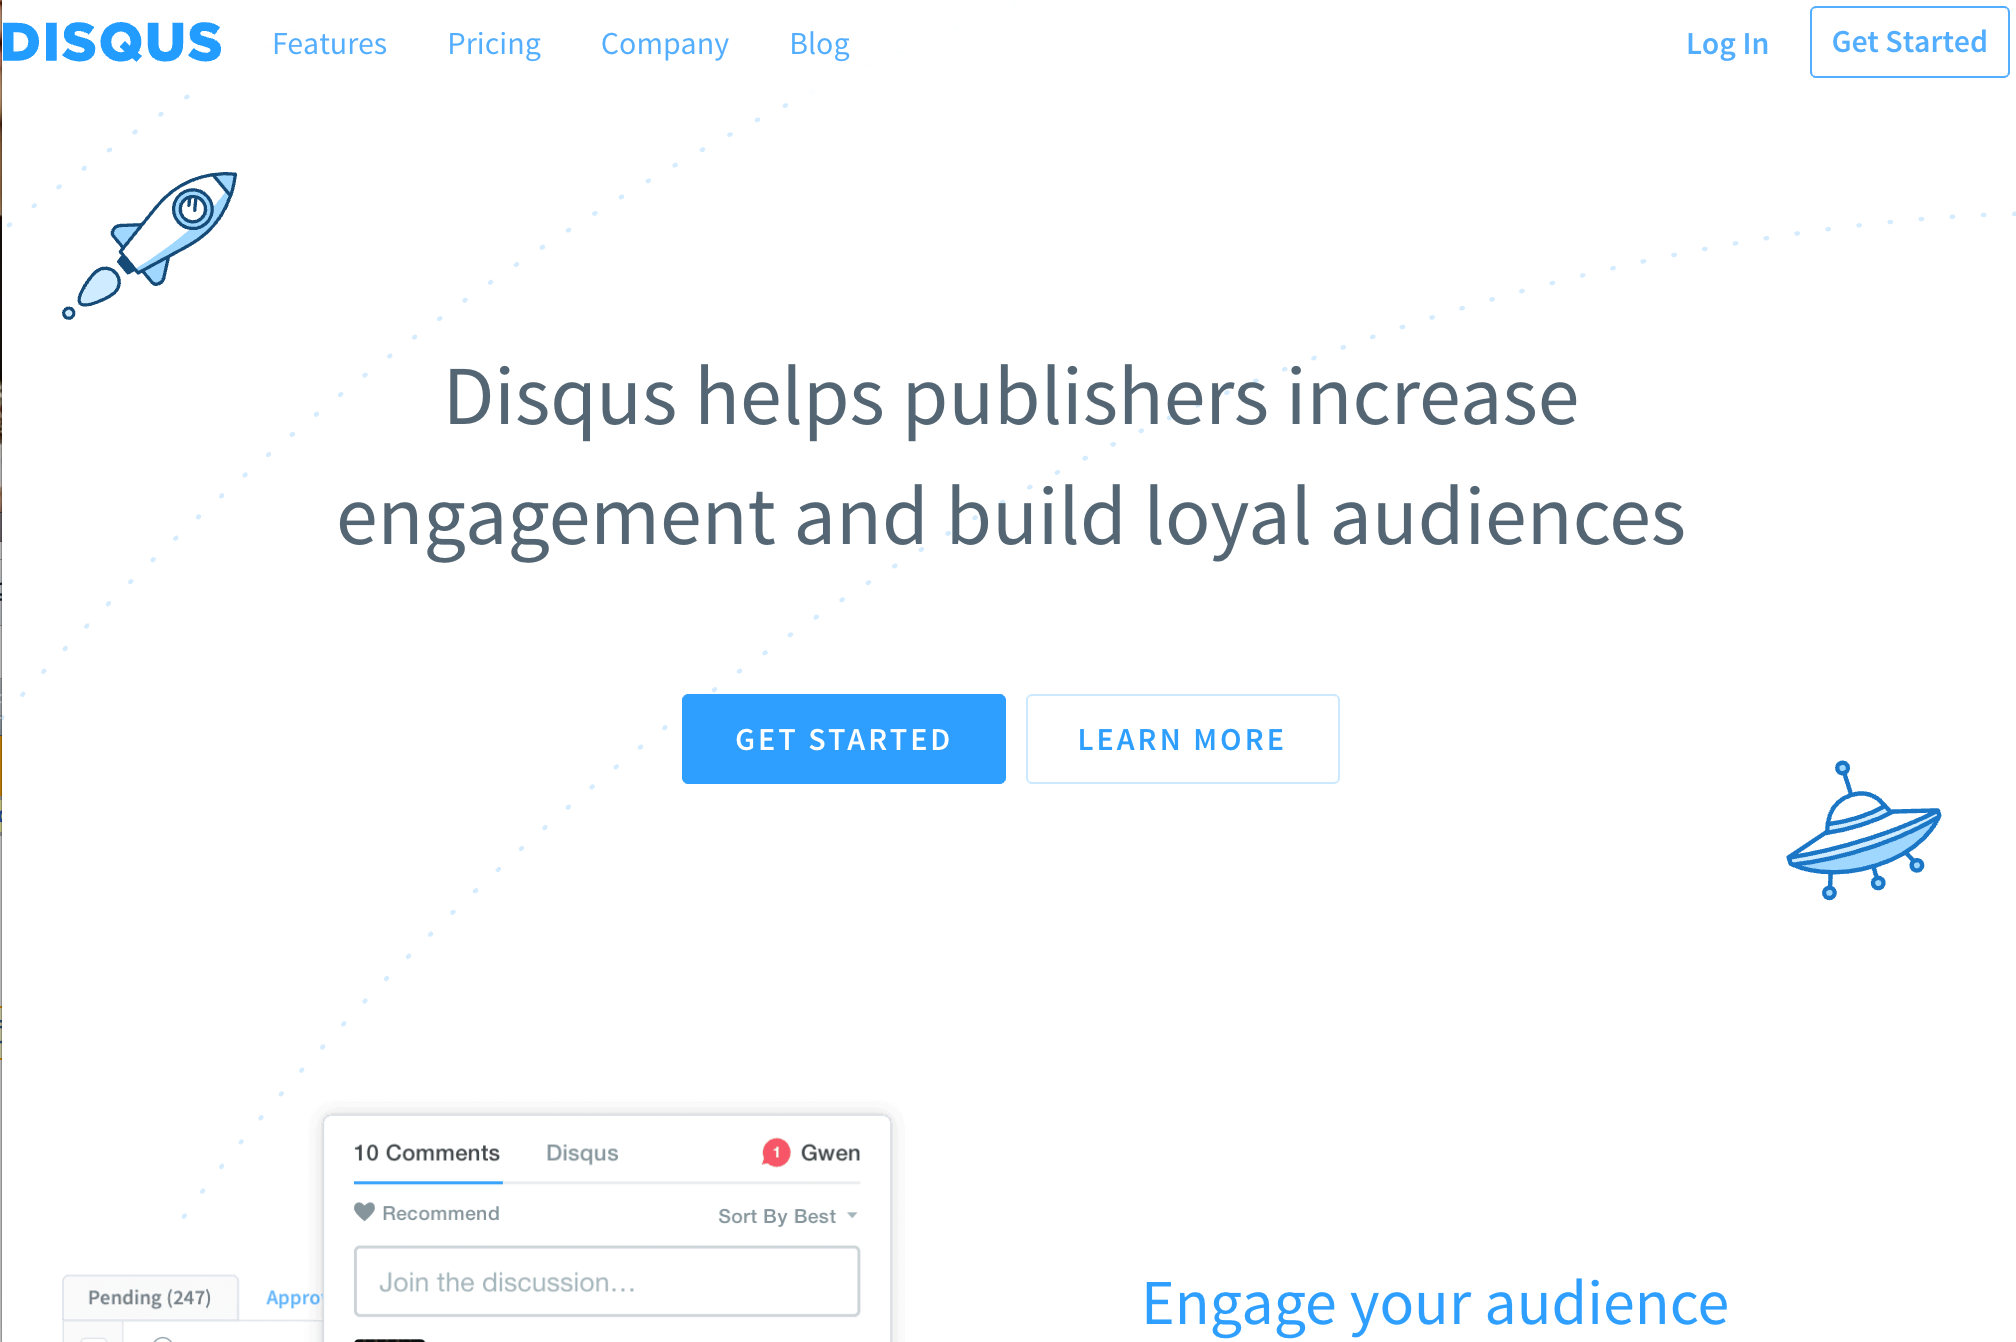 DISQUS Features Pricing Company Blog Log In Get Started
Disqus helps publishers increase
engagement and build loyal audiences
GET STARTED LEARN MORE
10 Comments Disqus 1 Gwen
Recommend Sort By Best
Join the discussion...
Pending (247)
Engage your audience